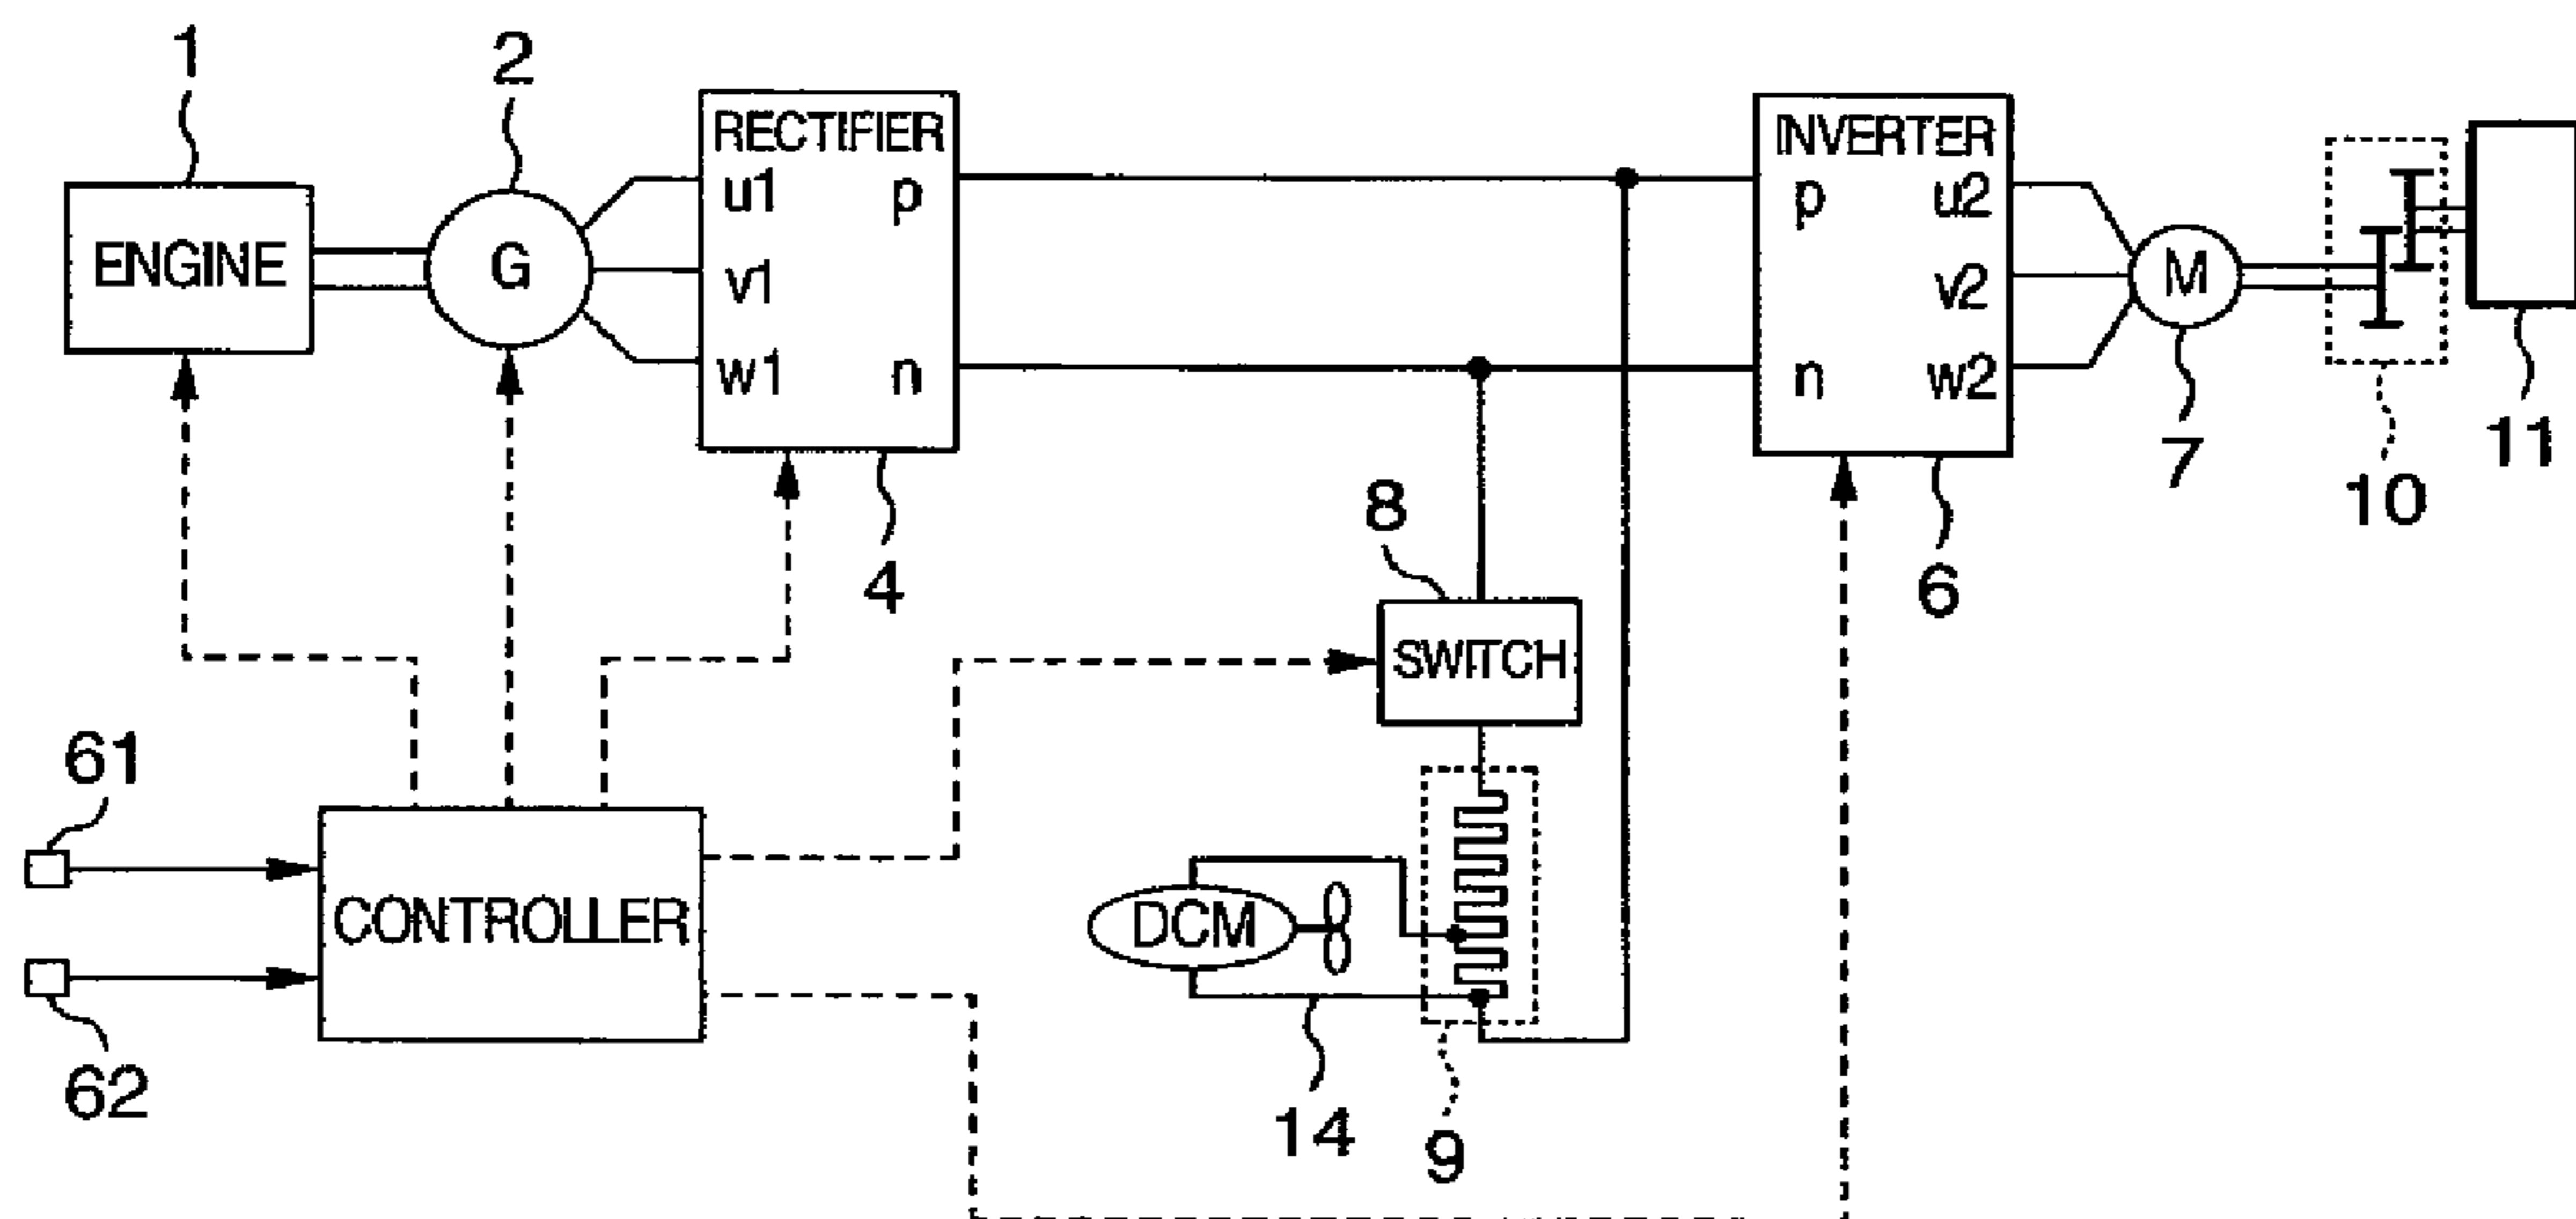 1
2
RECTIFIER
u1
p
v1
w1
n
ENGINE
G
4
INVERTER
p
u2
v2
n
w2
M
6
7
10
11
8
SWITCH
61
62
CONTROLLER
DCM
14
9